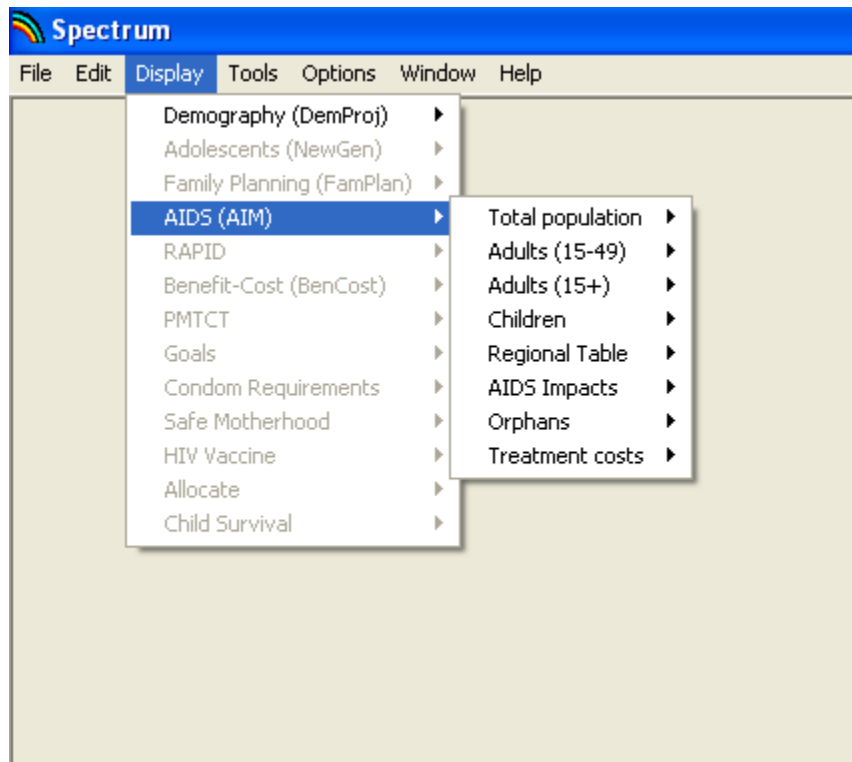 Spectrum
File Edit Display Tools Options Window Help
Demography (DemProj)
Adolescents (NewGen)
Family Planning (FamPlan)
AIDS (AIM)
RAPID
Benefit-Cost (BenCost)
PMTCT
Goals
Condom Requirements
Safe Motherhood
HIV Vaccine
Allocate
Child Survival
Total population
Adults (15-49)
Adults (15+)
Children
Regional Table
AIDS Impacts
Orphans
Treatment costs